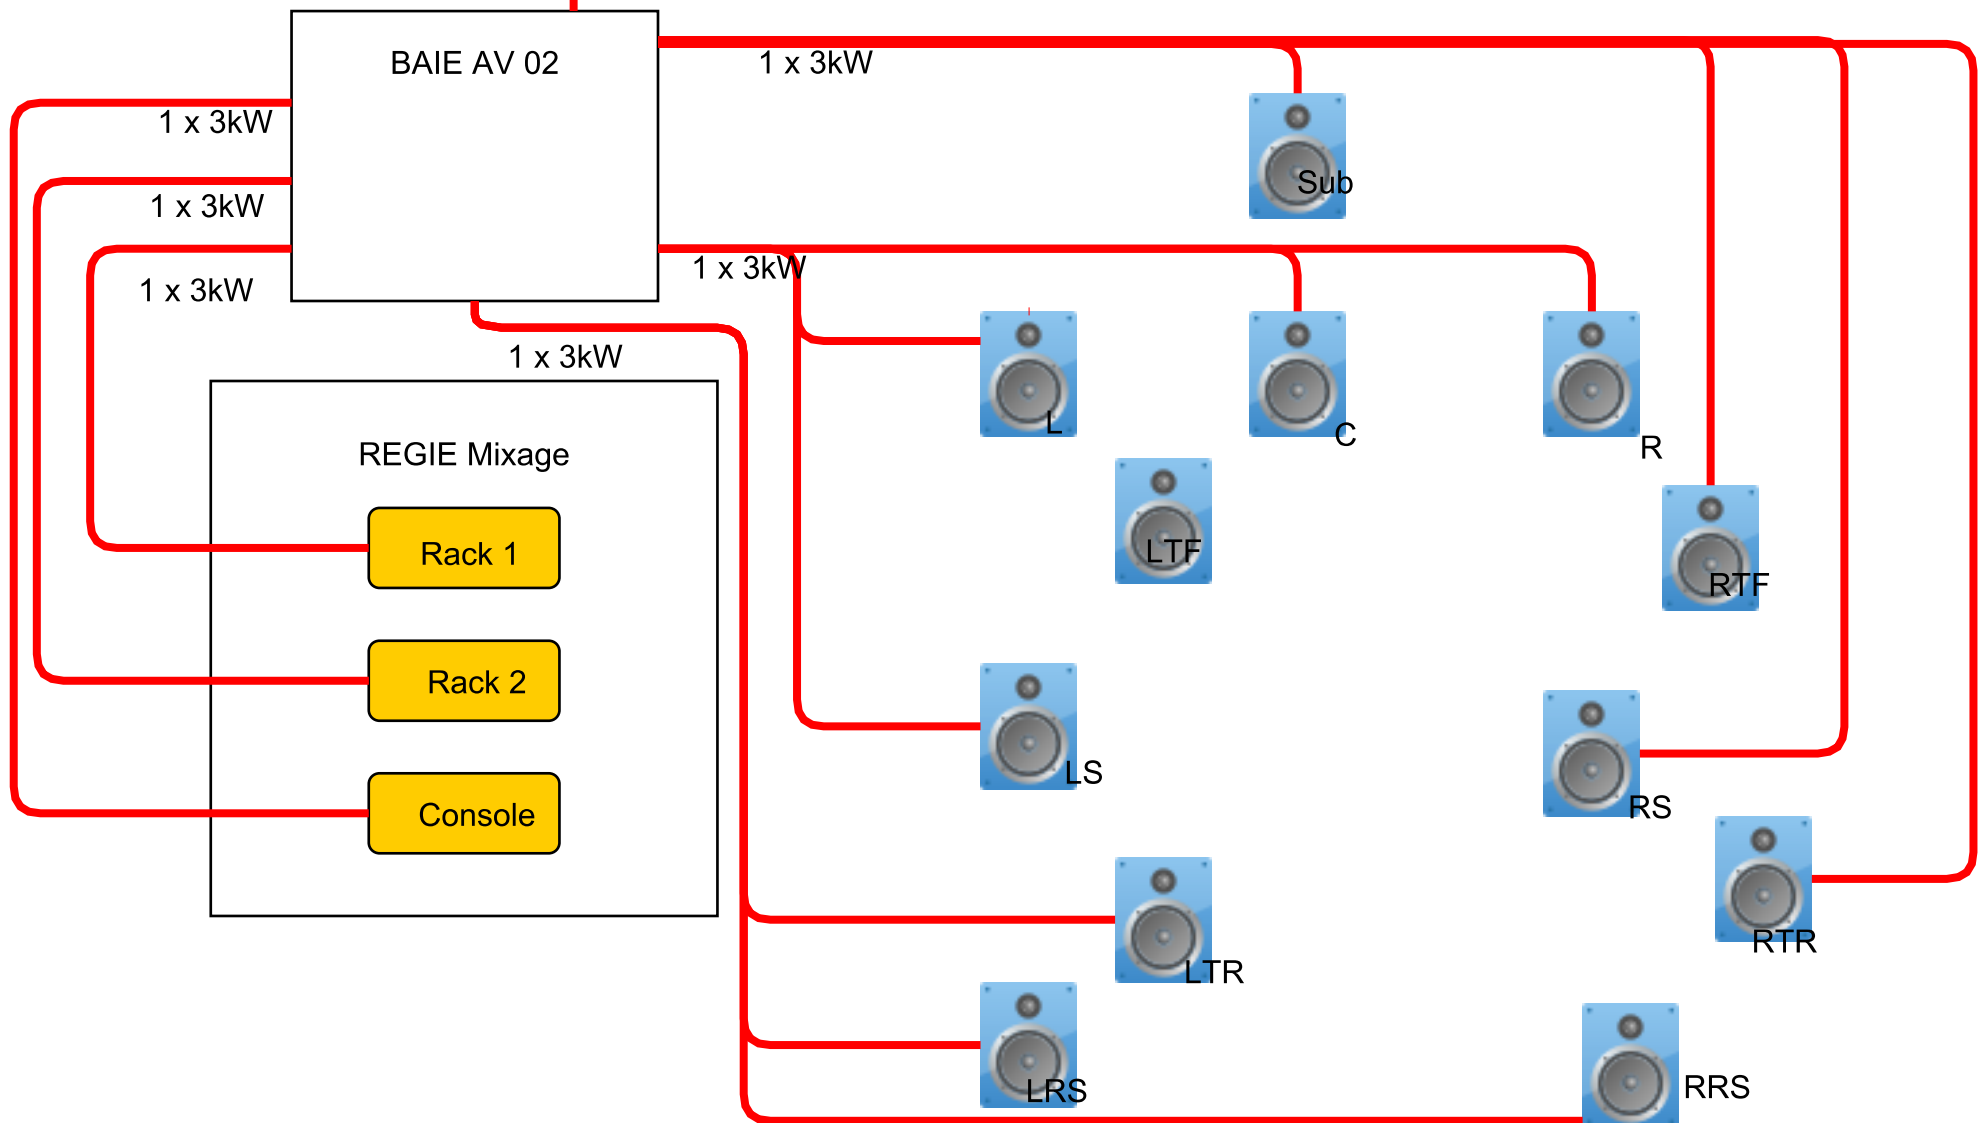 BAIE AV 02
1 x 3kW
1 x 3kW
1 x 3kW
1 x 3kW
1 x 3kW
1 x 3kW
Sub
L
C
R
REGIE Mixage
Rack 1
Rack 2
Console
LTF
RTF
LS
RS
RTR
LTR
LRS
RRS